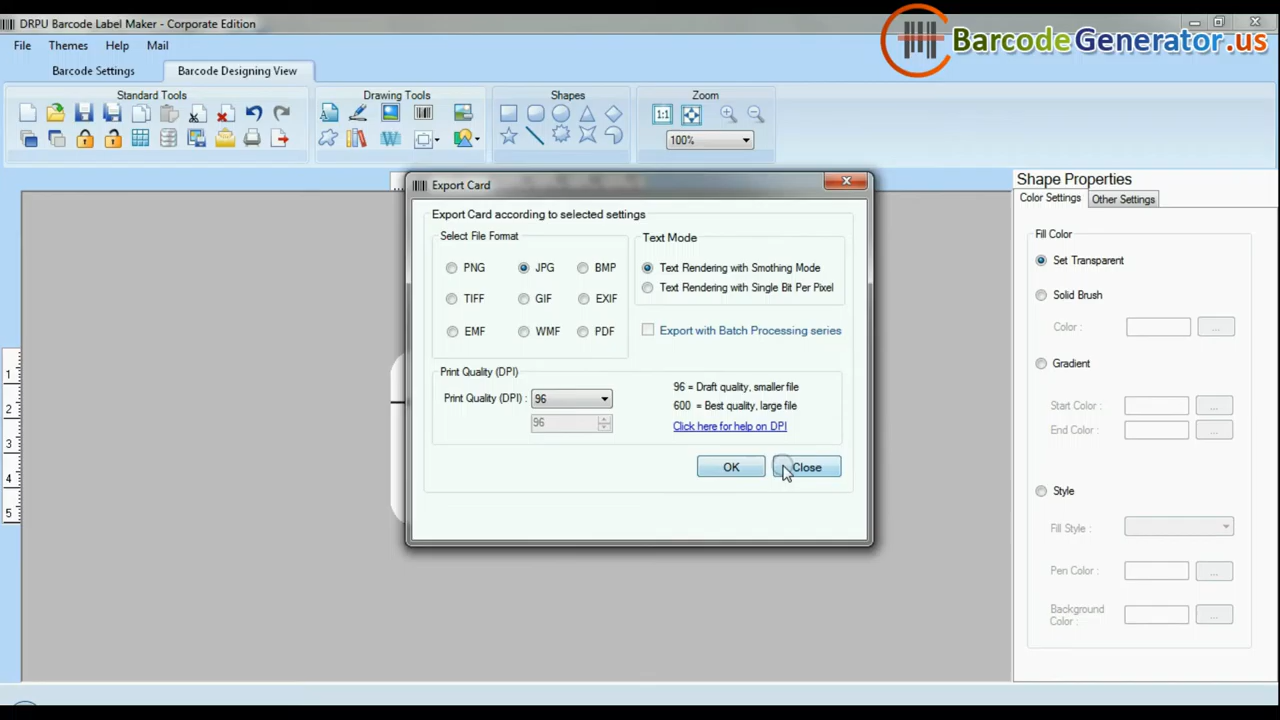 DRPU Barcode Label Maker - Corporate Edition
BarcodeGenerator.us
File Themes Help Mail
Barcode Settings Barcode Designing View
Standard Tools Drawing Tools Shapes Zoom
1:1
100%
Export Card
Export Card according to selected settings
Select File Format
PNG JPG BMP
TIFF GIF EXIF
EMF WMF PDF
Text Mode
Text Rendering with Smothing Mode
Text Rendering with Single Bit Per Pixel
Export with Batch Processing series
Print Quality (DPI)
Print Quality (DPI) : 96
96
96 = Draft quality, smaller file
600 = Best quality, large file
Click here for help on DPI
OK Close
1
2
3
4
5
Shape Properties
Color Settings Other Settings
Fill Color
Set Transparent
Solid Brush
Color : ...
Gradient
Start Color : ...
End Color : ...
Style
Fill Style :
Pen Color : ...
Background
Color : ...